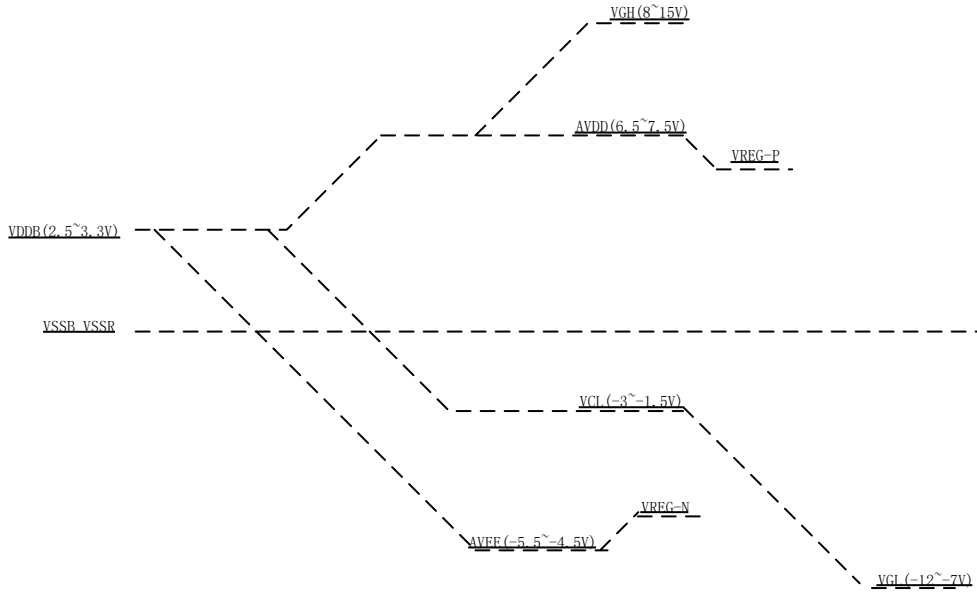 VGH(8~15V)
AVDD(6.5~7.5V)
VREG-P
VDDB(2.5~3.3V)
VSSB VSSR
VCL(-3~-1.5V)
VREG-N
AVEE(-5.5~-4.5V)
VGL(-12~-7V)